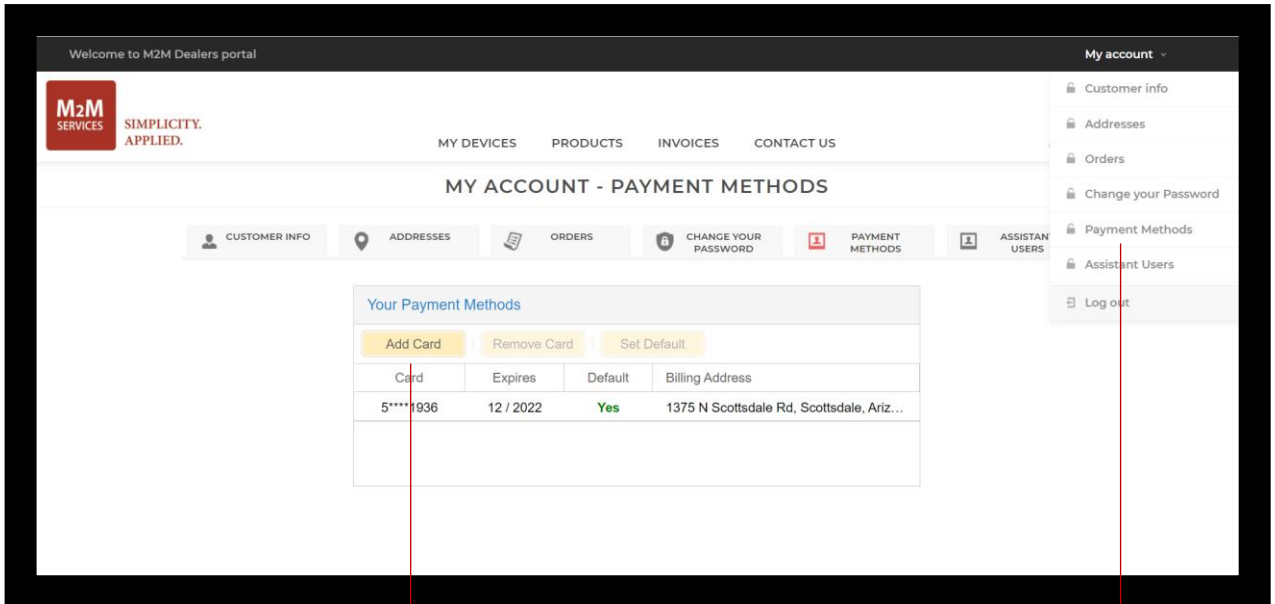 Welcome to M2M Dealers portal
My account
M2M
SERVICES
SIMPLICITY.
APPLIED.
MY DEVICES PRODUCTS INVOICES CONTACT US
Customer info
Addresses
Orders
Change your Password
Payment Methods
Assistant Users
Log out
MY ACCOUNT - PAYMENT METHODS
CUSTOMER INFO
ADDRESSES
ORDERS
CHANGE YOUR
PASSWORD
PAYMENT
METHODS
ASSISTAN
USERS
Your Payment Methods
Add Card Remove Card Set Default
Card Expires Default Billing Address
5****1936 12 / 2022 Yes 1375 N Scottsdale Rd, Scottsdale, Ariz...